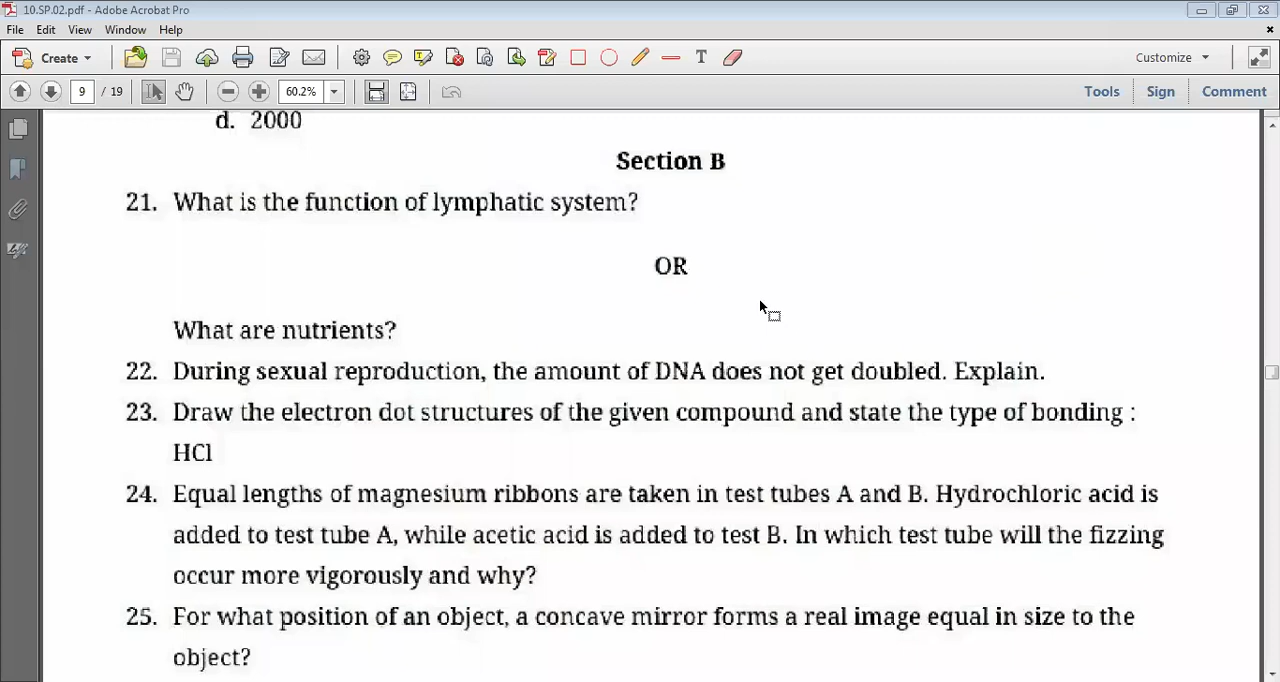 10.SP.02.pdf - Adobe Acrobat Pro
File Edit View Window Help
Create Customize
9 / 19 60.2% Tools Sign Comment
d. 2000
Section B
21. What is the function of lymphatic system?
OR
What are nutrients?
22. During sexual reproduction, the amount of DNA does not get doubled. Explain.
23. Draw the electron dot structures of the given compound and state the type of bonding :
HCl
24. Equal lengths of magnesium ribbons are taken in test tubes A and B. Hydrochloric acid is
added to test tube A, while acetic acid is added to test B. In which test tube will the fizzing
occur more vigorously and why?
25. For what position of an object, a concave mirror forms a real image equal in size to the
object?